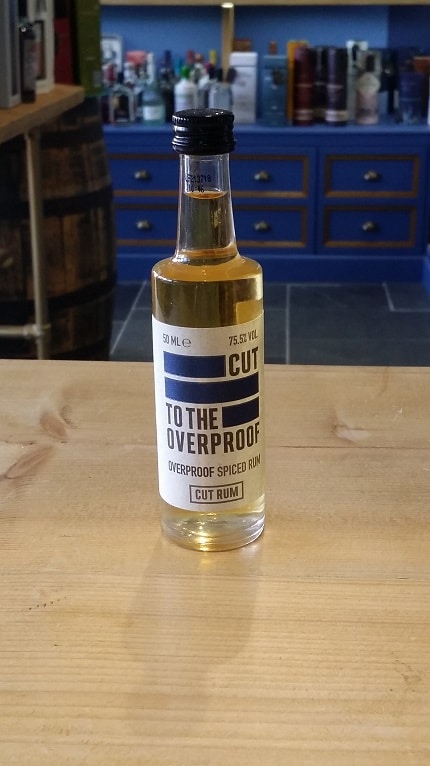 50 ML e 75.5% VOL.
CUT
TO THE
OVERPROOF
OVERPROOF SPICED RUM
CUT RUM